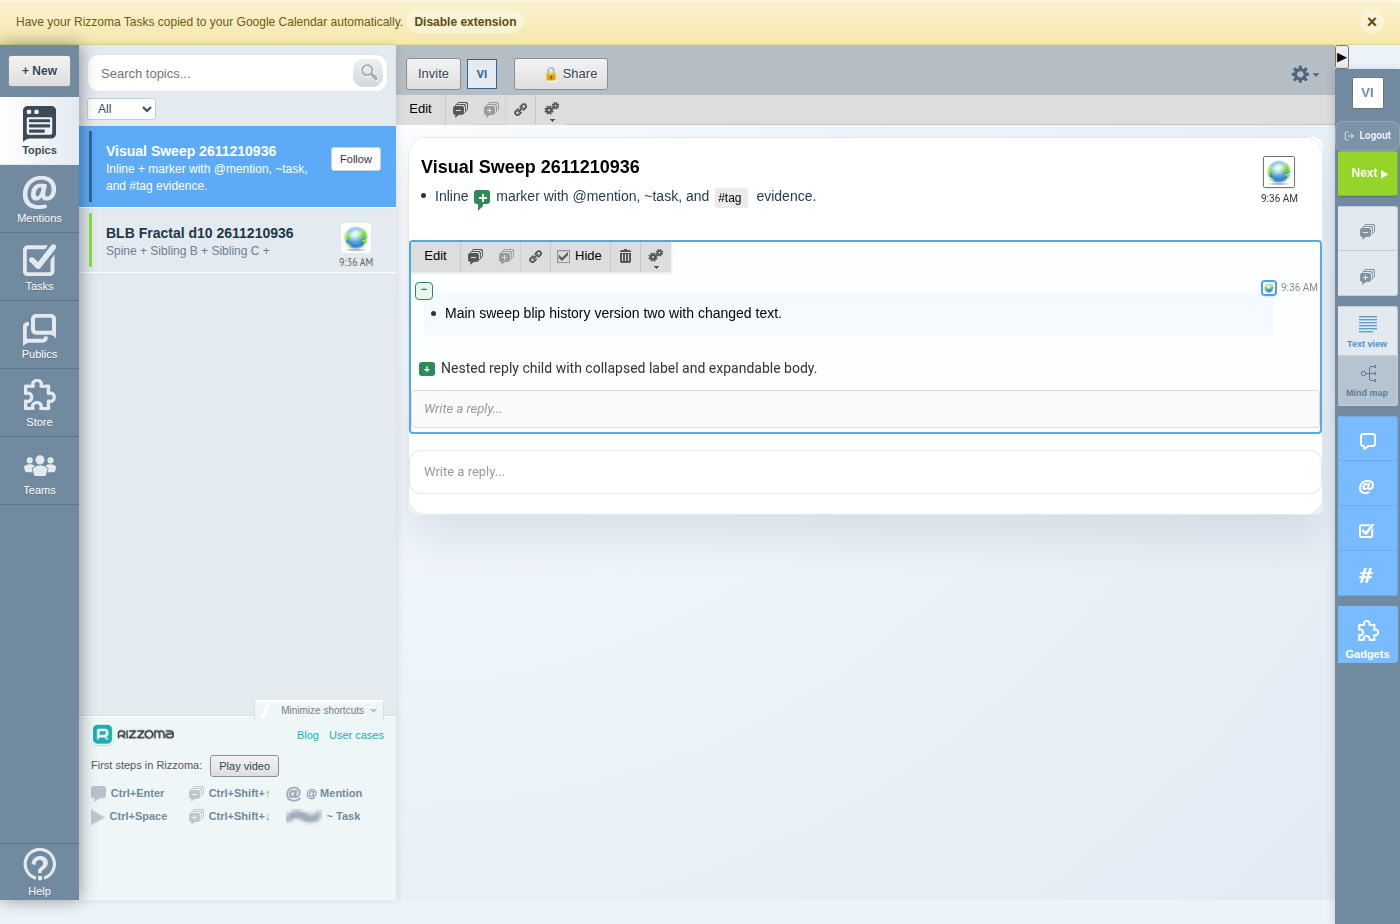 Have your Rizzoma Tasks copied to your Google Calendar automatically. Disable extension ✕
+ New
Topics
Mentions
Tasks
Publics
Store
Teams
Help
Search topics...
All
Visual Sweep 2611210936
Inline + marker with @mention, ~task,
and #tag evidence.
Follow
BLB Fractal d10 2611210936
Spine + Sibling B + Sibling C +
9:36 AM
Minimize shortcuts
RIZZOMA
Blog User cases
First steps in Rizzoma: Play video
Ctrl+Enter Ctrl+Shift+↑ @ Mention
Ctrl+Space Ctrl+Shift+↓ ~ Task
Invite VI Share
Edit
Visual Sweep 2611210936
• Inline + marker with @mention, ~task, and #tag evidence.
9:36 AM
Edit Hide
9:36 AM
• Main sweep blip history version two with changed text.
+ Nested reply child with collapsed label and expandable body.
Write a reply...
Write a reply...
VI
Logout
Next
Text view
Mind map
@
#
Gadgets